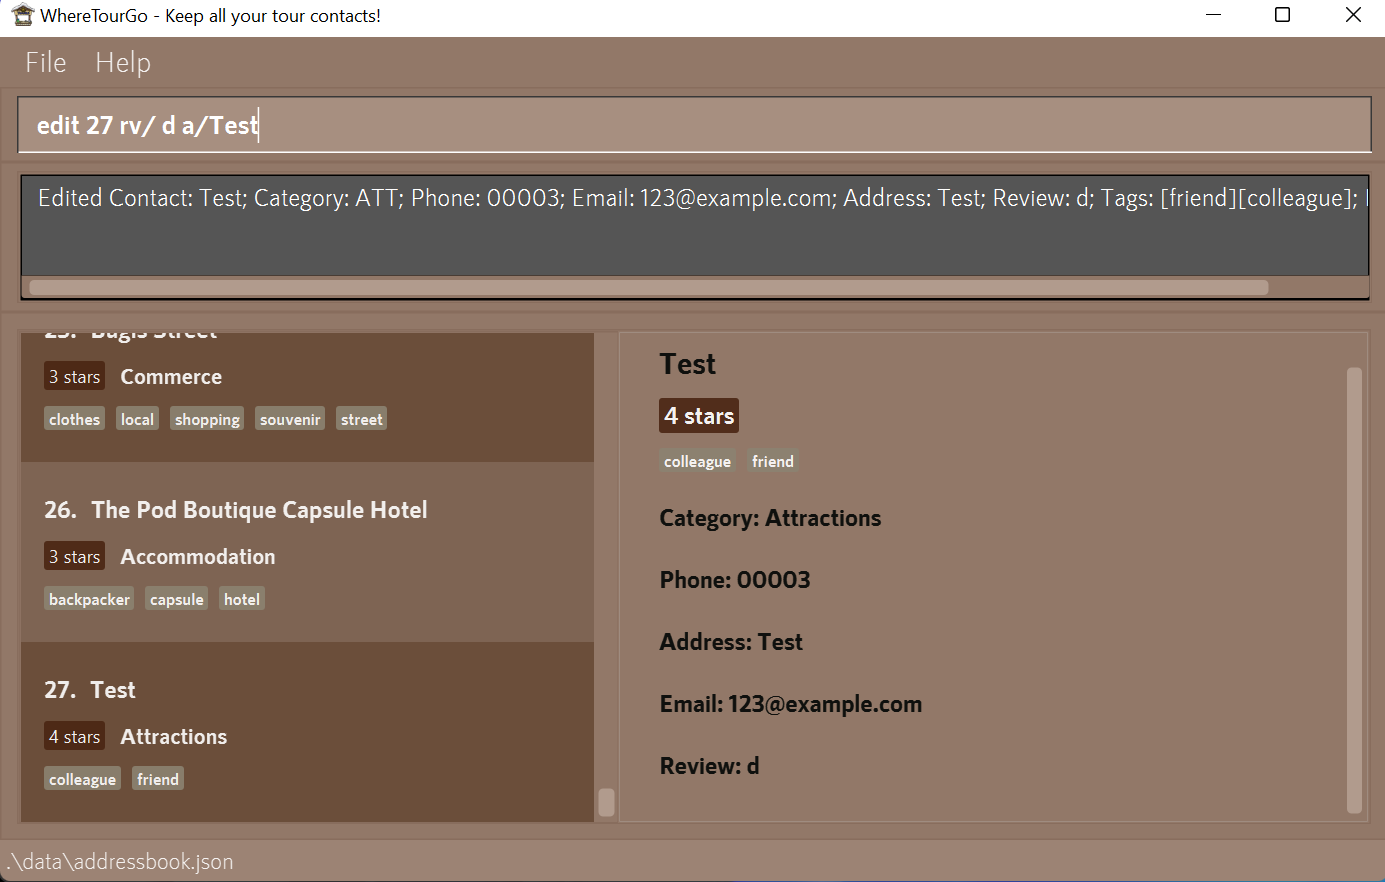 WhereTourGo - Keep all your tour contacts!
File Help
edit 27 rv/ d a/Test
Edited Contact: Test; Category: ATT; Phone: 00003; Email: 123@example.com; Address: Test; Review: d; Tags: [friend][colleague];
25. Bugis Street
3 stars Commerce
clothes local shopping souvenir street
26. The Pod Boutique Capsule Hotel
3 stars Accommodation
backpacker capsule hotel
27. Test
4 stars Attractions
colleague friend
Test
4 stars
colleague friend
Category: Attractions
Phone: 00003
Address: Test
Email: 123@example.com
Review: d
.\data\addressbook.json